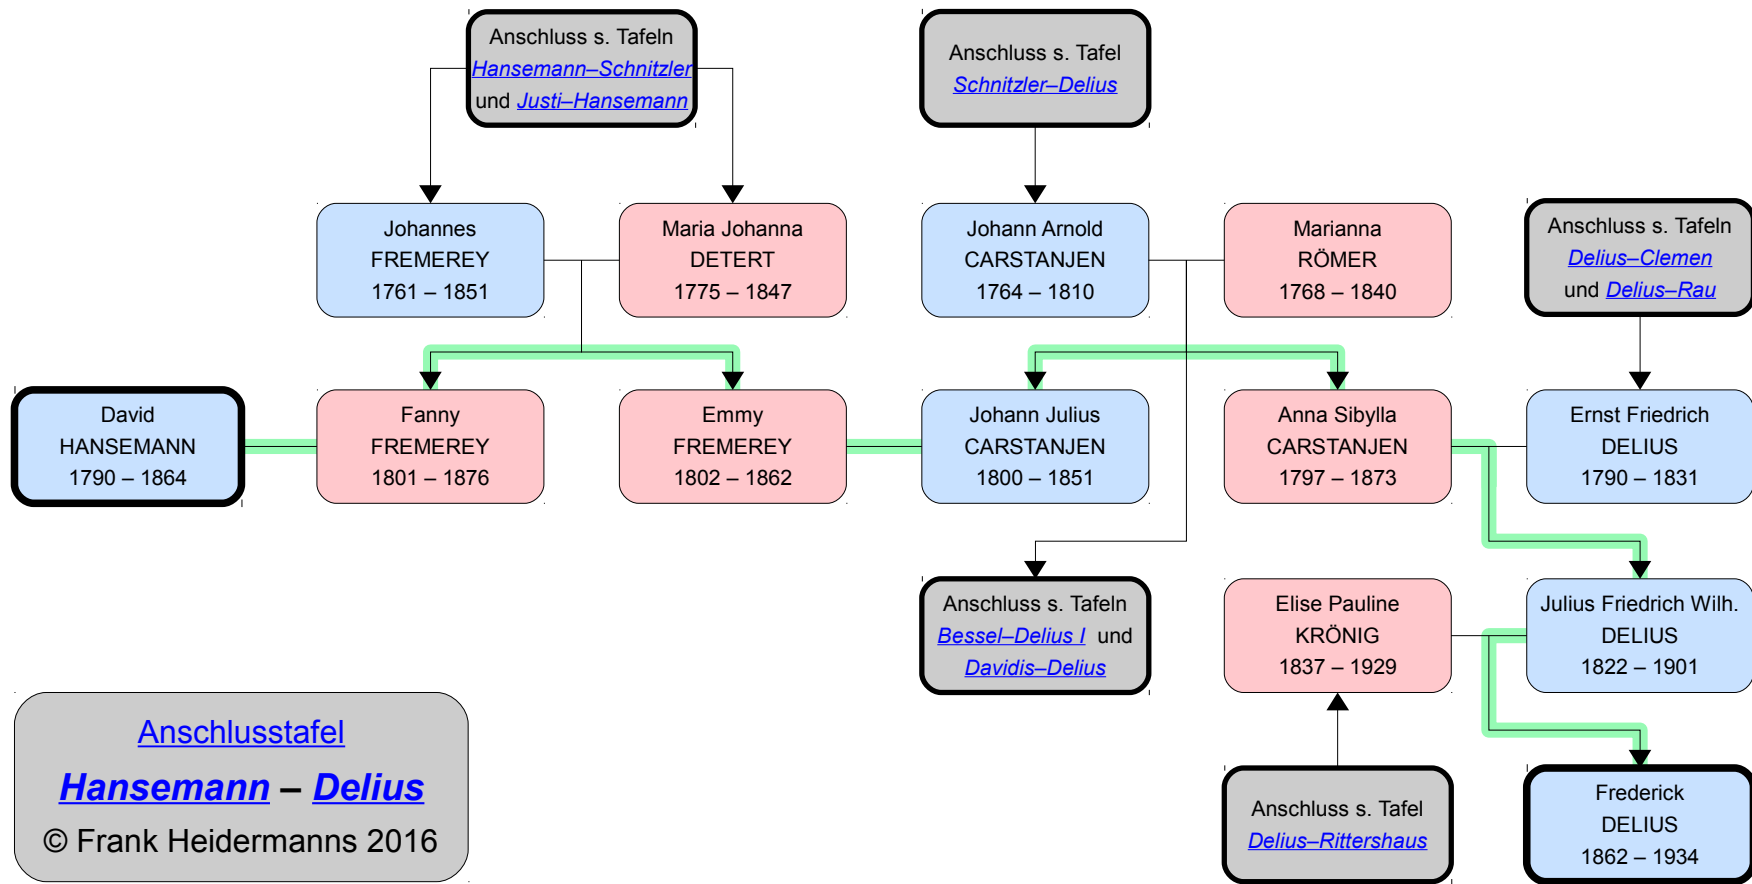 Anschluss s. Tafeln
Hansemann–Schnitzler
und Justi–Hansemann
Anschluss s. Tafel
Schnitzler–Delius
Johannes
FREMEREY
1761 – 1851
Maria Johanna
DETERT
1775 – 1847
Johann Arnold
CARSTANJEN
1764 – 1810
Marianna
RÖMER
1768 – 1840
Anschluss s. Tafeln
Delius–Clemen
und Delius–Rau
David
HANSEMANN
1790 – 1864
Fanny
FREMEREY
1801 – 1876
Emmy
FREMEREY
1802 – 1862
Johann Julius
CARSTANJEN
1800 – 1851
Anna Sibylla
CARSTANJEN
1797 – 1873
Ernst Friedrich
DELIUS
1790 – 1831
Anschluss s. Tafeln
Bessel–Delius I und
Davidis–Delius
Elise Pauline
KRÖNIG
1837 – 1929
Julius Friedrich Wilh.
DELIUS
1822 – 1901
Anschlusstafel
Hansemann – Delius
© Frank Heidermanns 2016
Anschluss s. Tafel
Delius–Rittershaus
Frederick
DELIUS
1862 – 1934